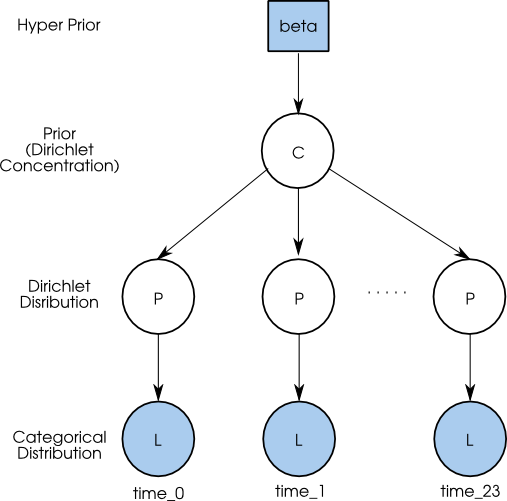 Hyper Prior
beta
Prior
(Dirichlet
Concentration)
C
Dirichlet
Disribution
P
P
.....
P
Categorical
Distribution
L
L
L
time_0
time_1
time_23